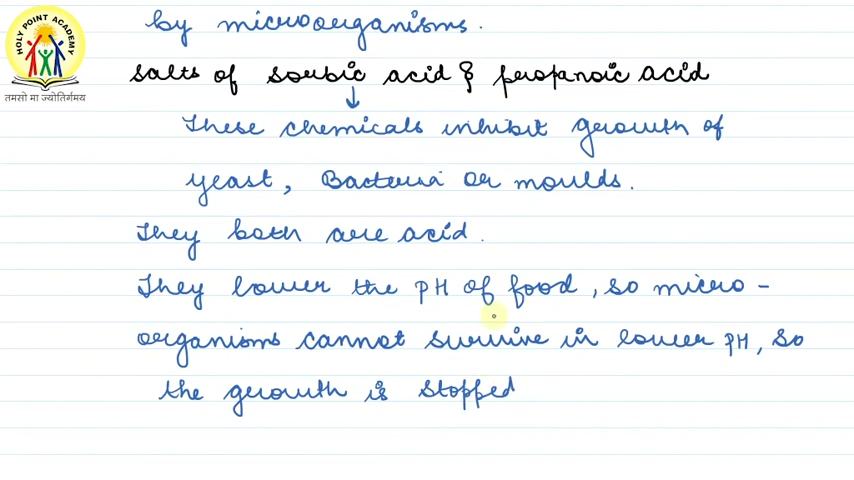 HOLY POINT ACADEMY
तमसो मा ज्योतिर्गमय
by microorganisms.
Salts of sorbic acid & propanoic acid
These chemicals inhibit growth of
yeast, Bacteria or moulds.
They both are acid.
They lower the pH of food, so micro-
organisms cannot survive in lower pH, so
the growth is stopped